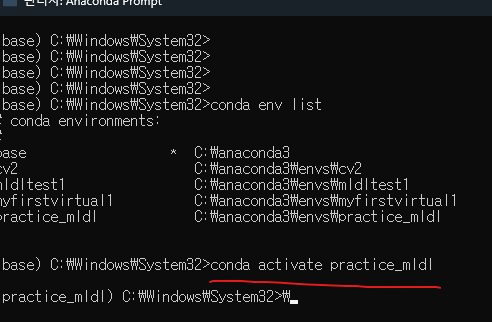 관리자: Anaconda Prompt
base) C:₩Windows₩System32>
base) C:₩Windows₩System32>
base) C:₩Windows₩System32>
base) C:₩Windows₩System32>
base) C:₩Windows₩System32>conda env list
# conda environments:
#
base * C:₩anaconda3
cv2 C:₩anaconda3₩envs₩cv2
mldltest1 C:₩anaconda3₩envs₩mldltest1
myfirstvirtual1 C:₩anaconda3₩envs₩myfirstvirtual1
practice_mldl C:₩anaconda3₩envs₩practice_mldl
base) C:₩Windows₩System32>conda activate practice_mldl
practice_mldl) C:₩Windows₩System32>₩